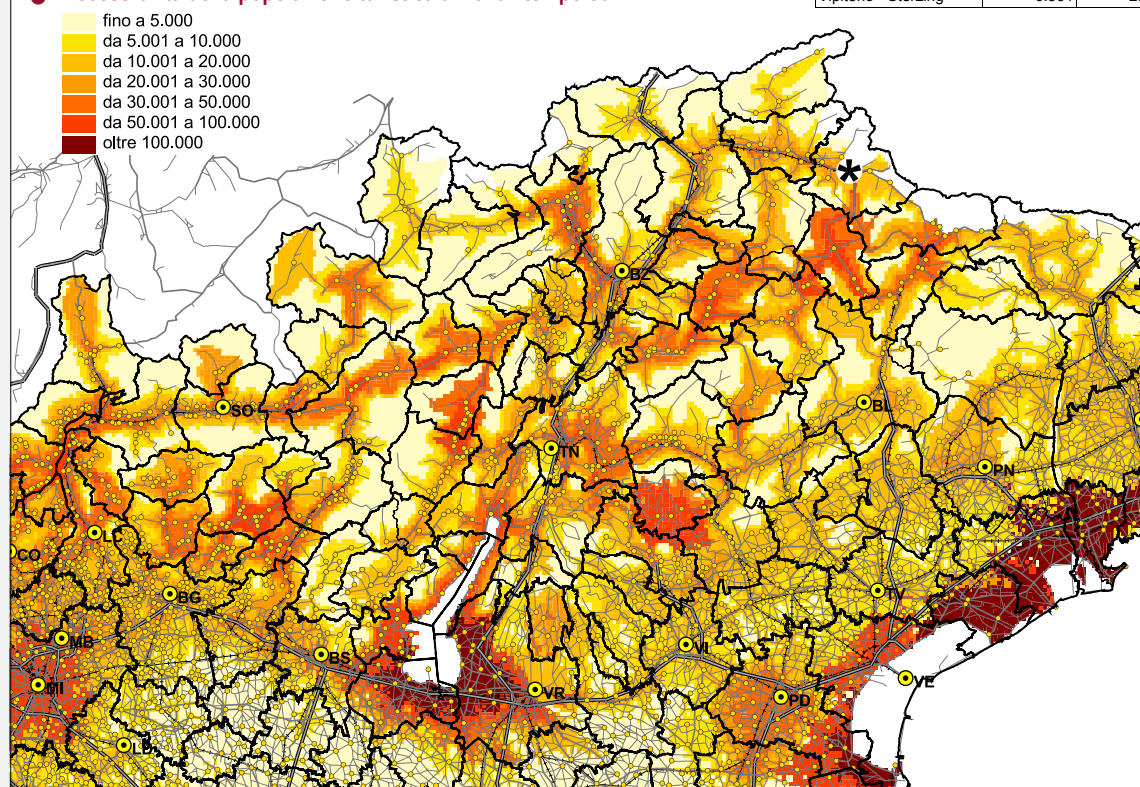 fino a 5.000
da 5.001 a 10.000
da 10.001 a 20.000
da 20.001 a 30.000
da 30.001 a 50.000
da 50.001 a 100.000
oltre 100.000
*
BZ
SO
BL
TN
PN
LC
CO
BG
TV
MB
VI
BS
MI
VR
VE
PD
LO